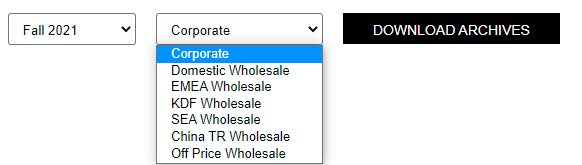 Fall 2021
Corporate
DOWNLOAD ARCHIVES
Corporate
Domestic Wholesale
EMEA Wholesale
KDF Wholesale
SEA Wholesale
China TR Wholesale
Off Price Wholesale